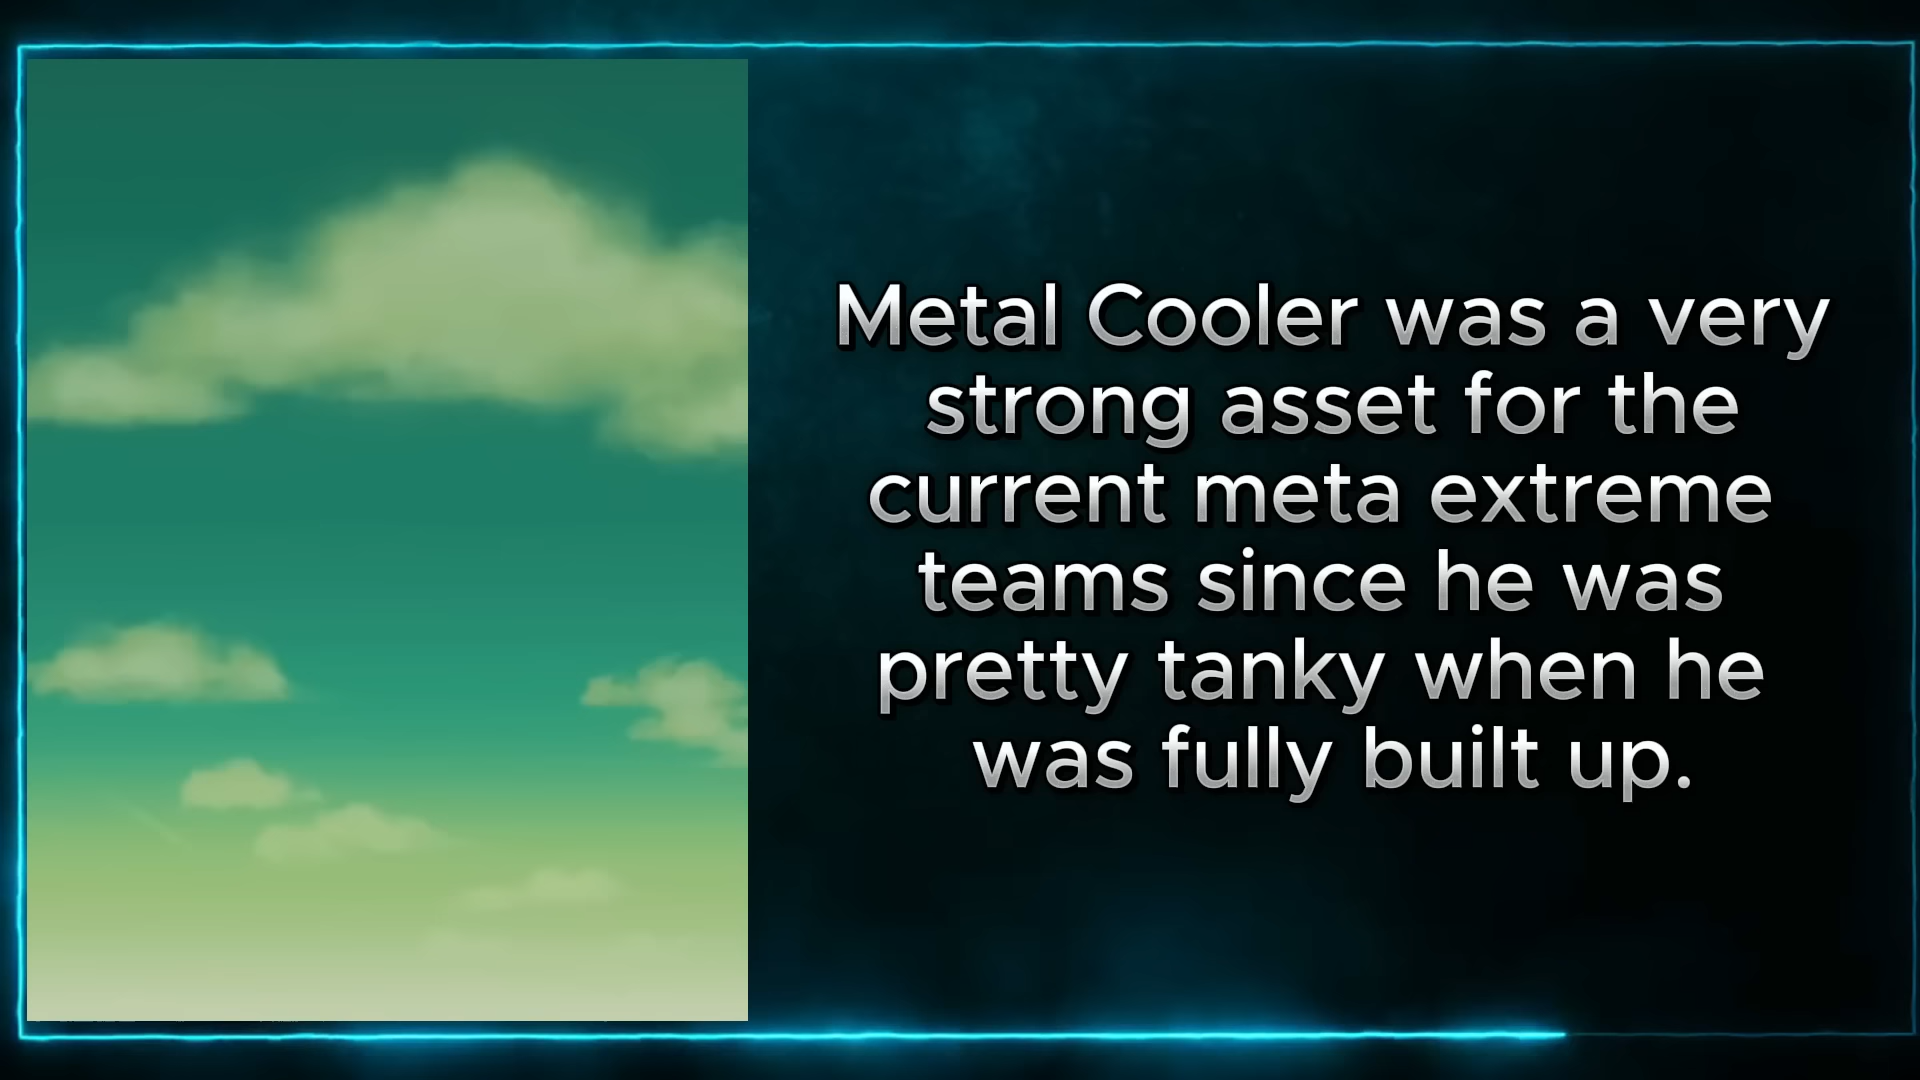 Metal Cooler was a very
strong asset for the
current meta extreme
teams since he was
pretty tanky when he
was fully built up.